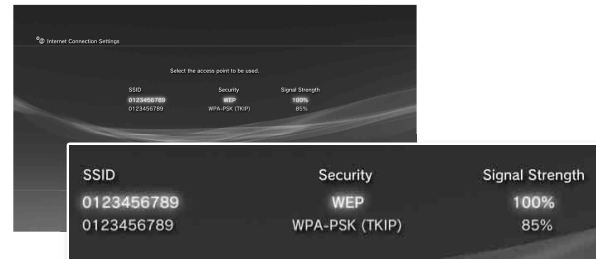 Internet Connection Settings
Select the access point to be used.
SSID Security Signal Strength
0123456789 WEP 100%
0123456789 WPA-PSK (TKIP) 85%
SSID Security Signal Strength
0123456789 WEP 100%
0123456789 WPA-PSK (TKIP) 85%